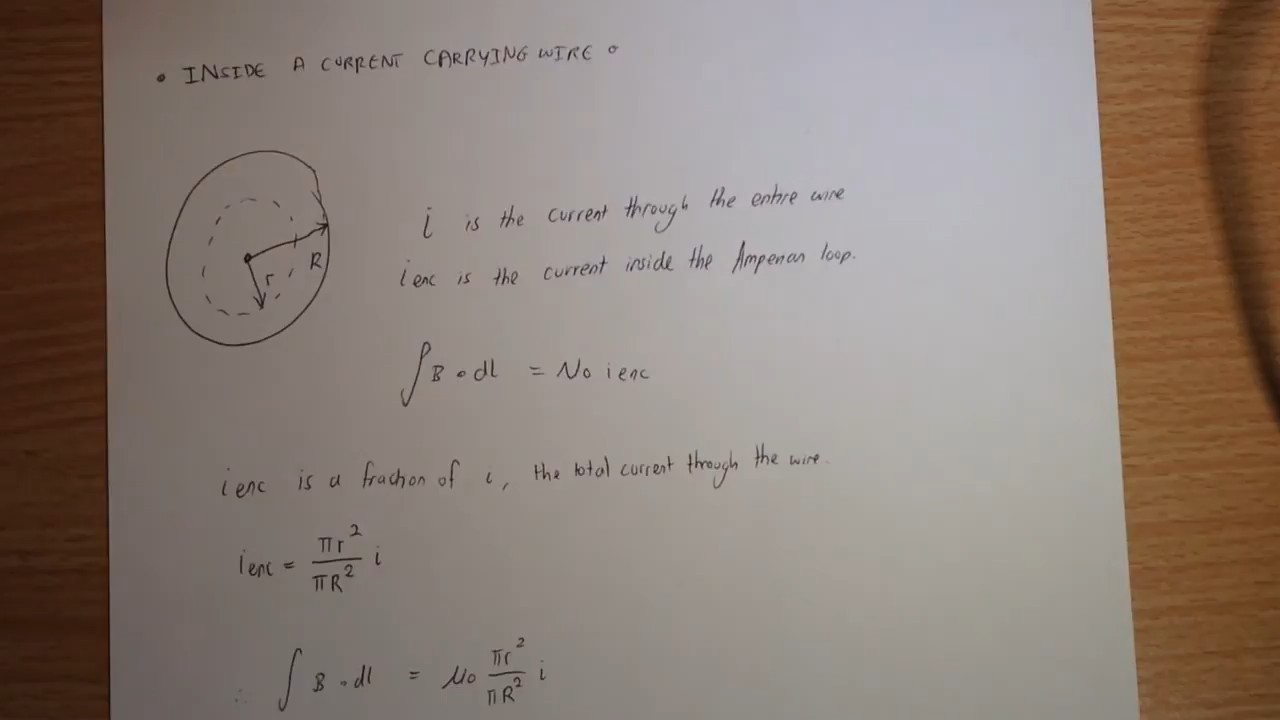 • INSIDE A CURRENT CARRYING WIRE •
i is the current through the entire wire
ienc is the current inside the Amperian loop.
R
r
∫B • dl = μo ienc
ienc is a fraction of i, the total current through the wire.
ienc = πr² / πR² i
∴ ∫ B • dl = μo πr² / πR² i